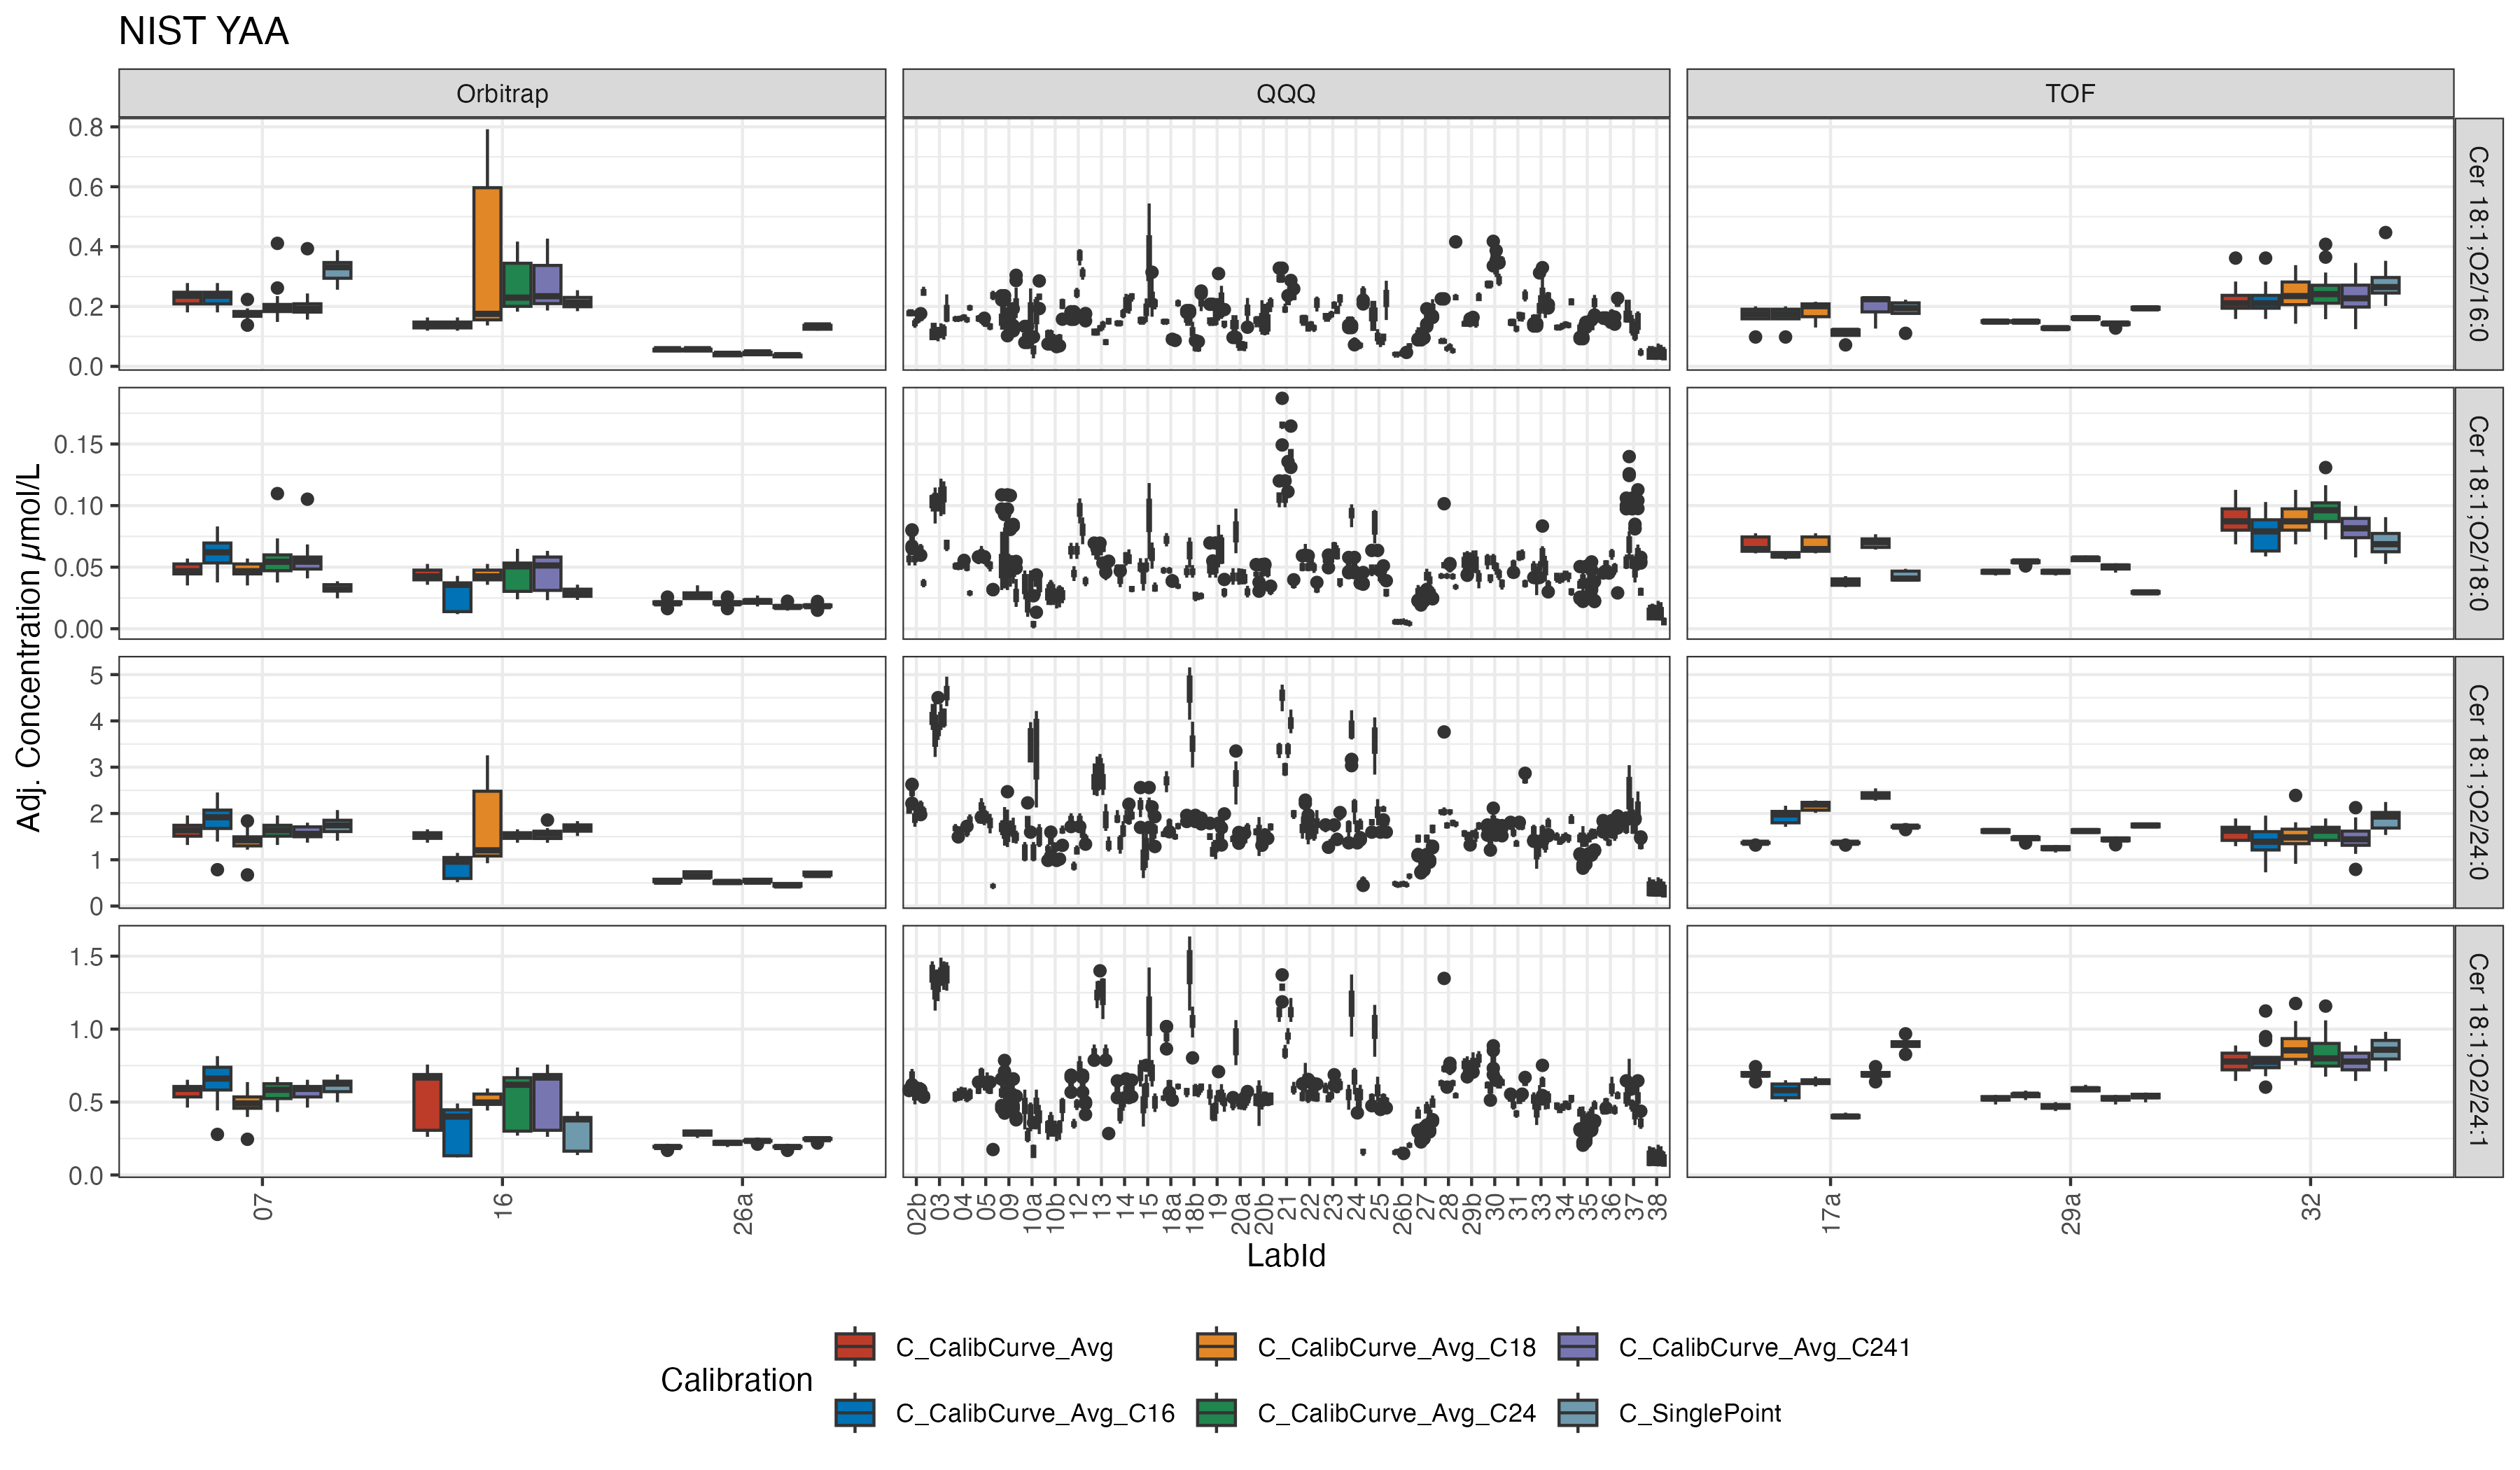 NIST YAA
Orbitrap QQQ TOF
0.8
0.6
0.4
0.2
0.0
Cer 18:1;O2/16:0
0.15
0.10
0.05
0.00
Cer 18:1;O2/18:0
5
4
3
2
1
0
Cer 18:1;O2/24:0
1.5
1.0
0.5
0.0
Cer 18:1;O2/24:1
Adj. Concentration µmol/L
07 16 26a 02b 03 04 05 09 10a 10b 12 13 14 15 18a 18b 19 20a 20b 21 22 23 24 25 26b 27 28 29b 30 31 33 34 35 36 37 38 17a 29a 32
LabId
Calibration
C_CalibCurve_Avg C_CalibCurve_Avg_C18 C_CalibCurve_Avg_C241
C_CalibCurve_Avg_C16 C_CalibCurve_Avg_C24 C_SinglePoint